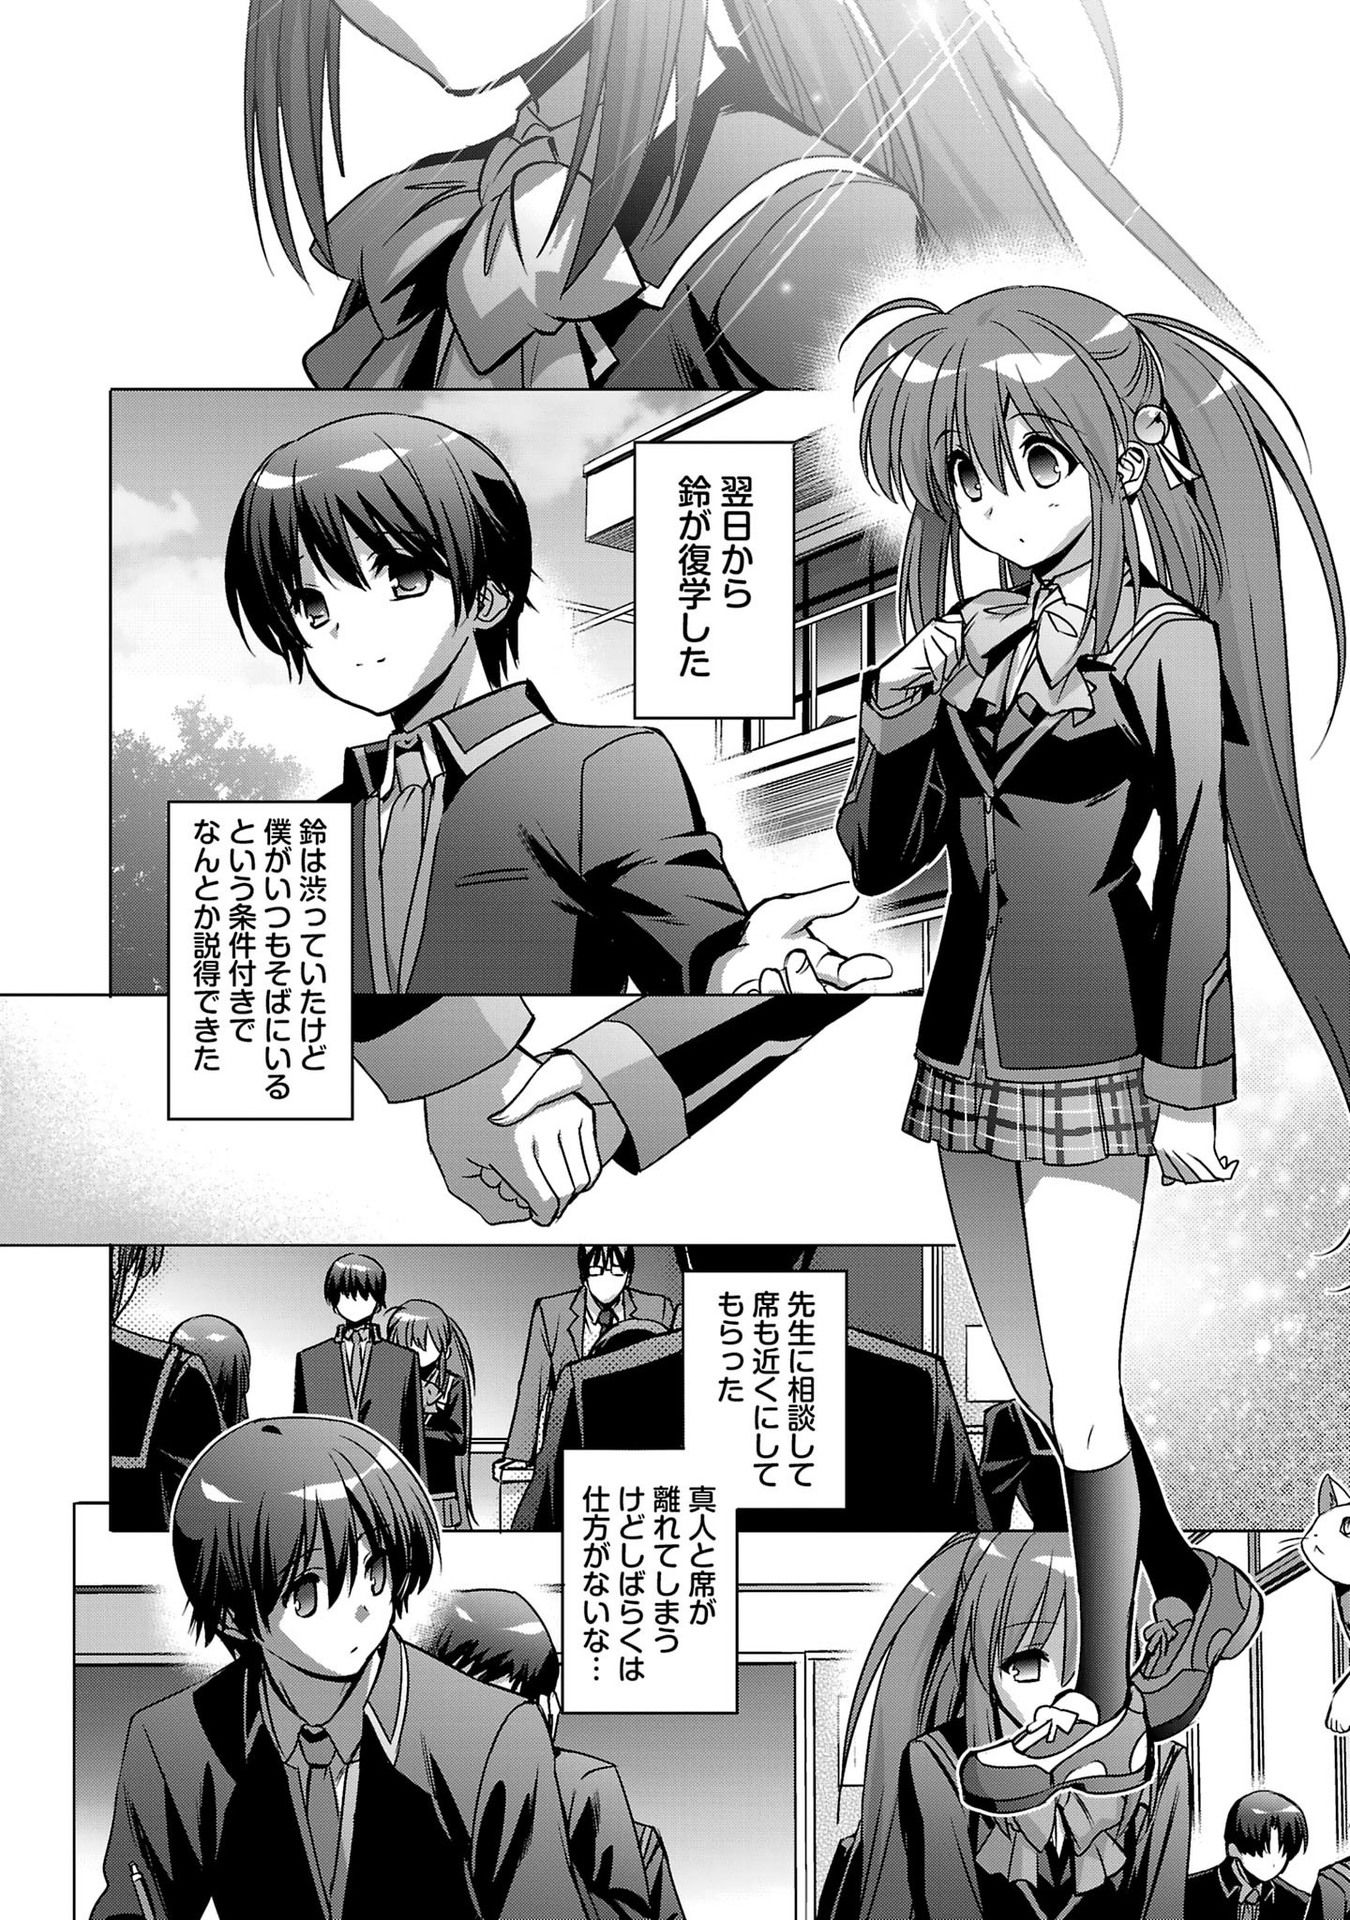 翌日から
鈴が復学した
鈴は渋っていたけど
僕がいつもそばにいる
という条件付きで
なんとか説得できた
先生に相談して
席も近くにして
もらった
真人と席が
離れてしまう
けどしばらくは
仕方がないな…